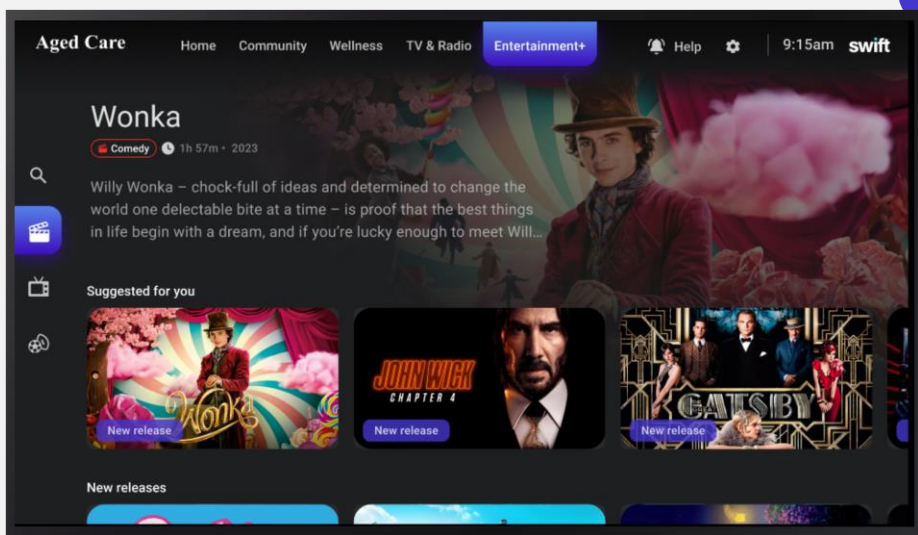 Aged Care
Home
Community
Wellness
TV & Radio
Entertainment+
Help
9:15am
swift
Wonka
Comedy
1h 57m • 2023
Willy Wonka – chock-full of ideas and determined to change the
world one delectable bite at a time – is proof that the best things
in life begin with a dream, and if you're lucky enough to meet Will...
Suggested for you
Wonka
New release
JOHN WICK
CHAPTER 4
New release
GATSBY
New release
New releases